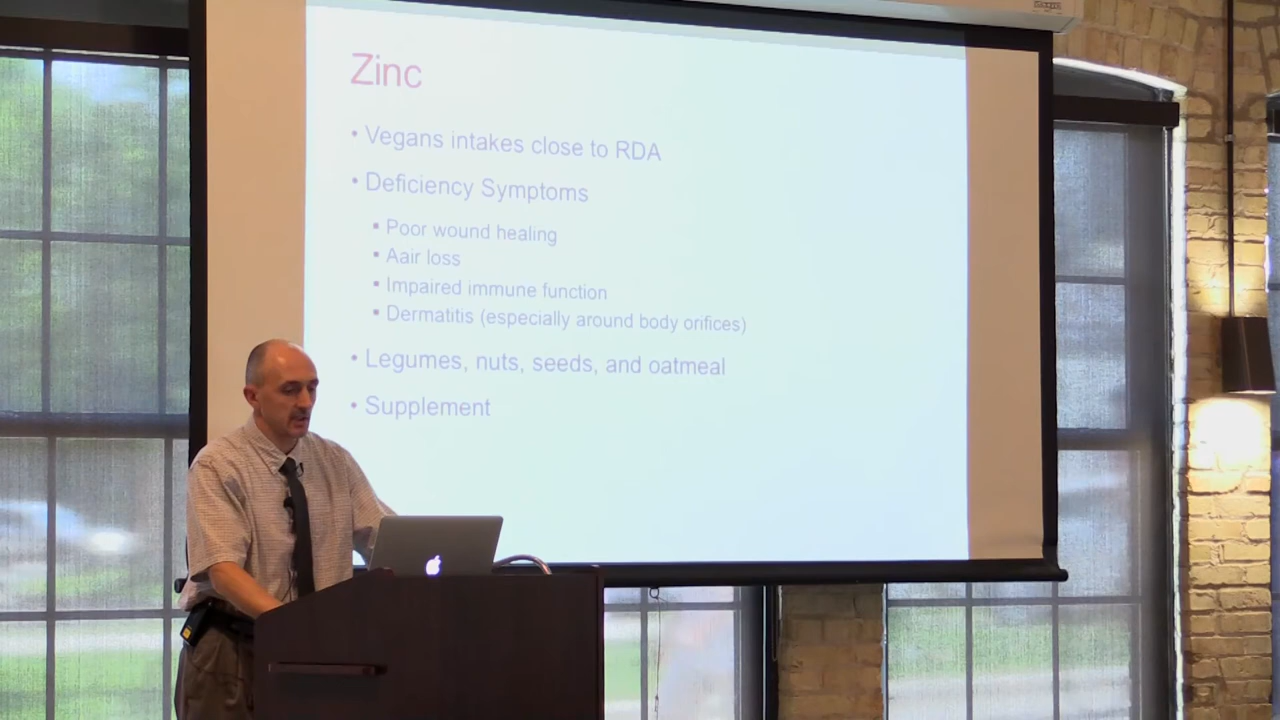 Zinc
• Vegans intakes close to RDA
• Deficiency Symptoms
▪ Poor wound healing
▪ Aair loss
▪ Impaired immune function
▪ Dermatitis (especially around body orifices)
• Legumes, nuts, seeds, and oatmeal
• Supplement